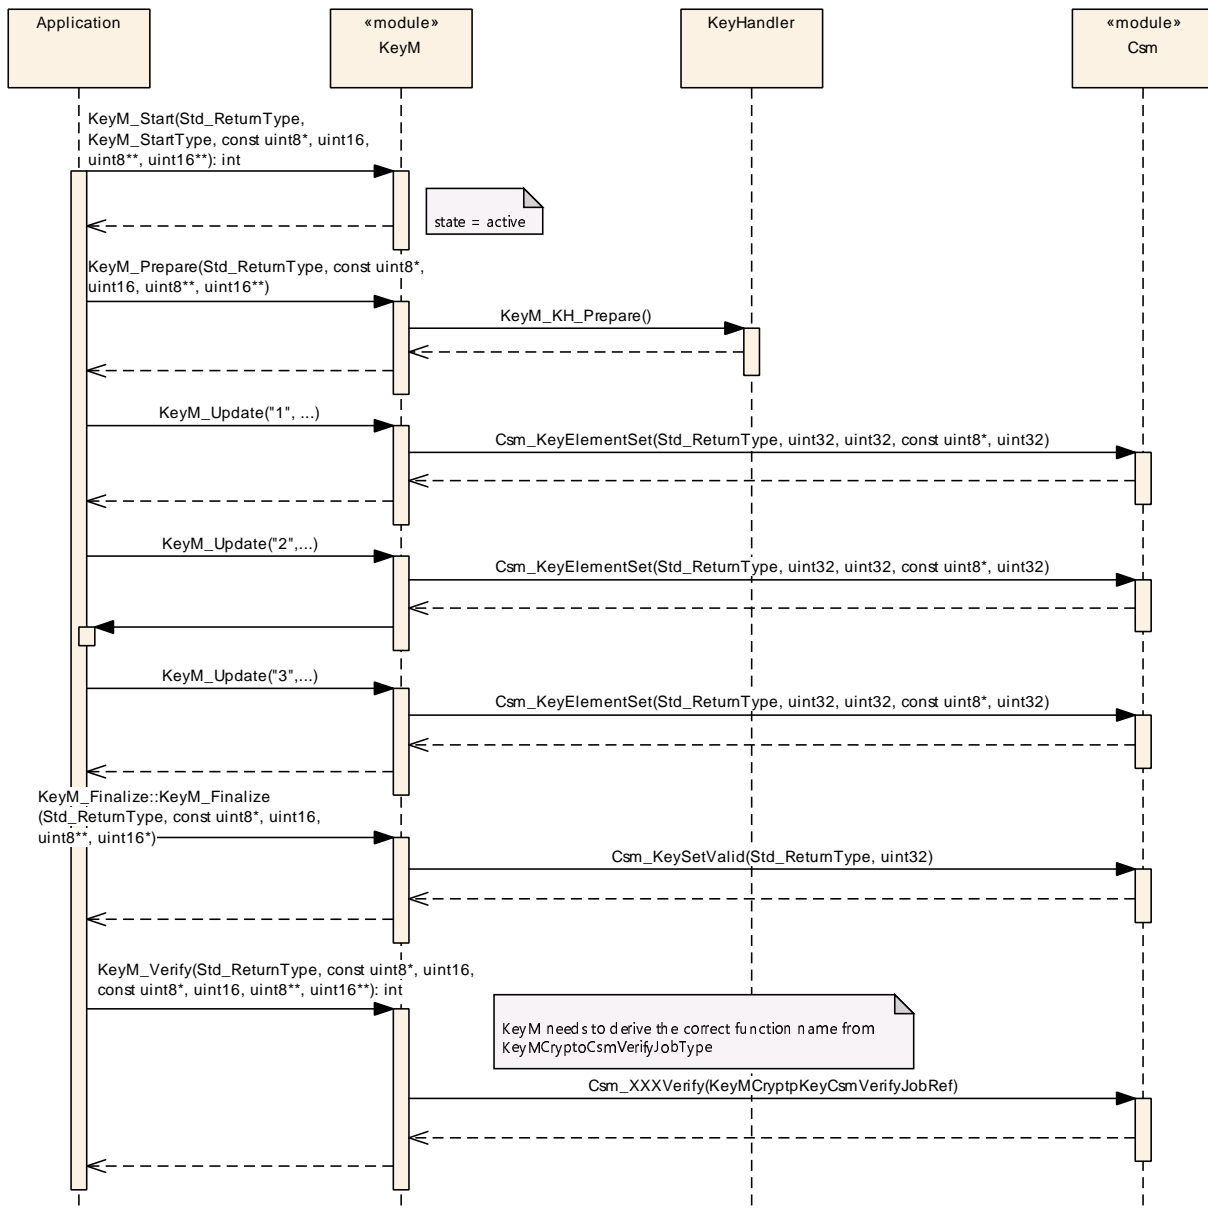 Application
«module»
KeyM
KeyHandler
«module»
Csm
KeyM_Start(Std_ReturnType,
KeyM_StartType, const uint8*, uint16,
uint8**, uint16**): int
state = active
KeyM_Prepare(Std_ReturnType, const uint8*,
uint16, uint8**, uint16**)
KeyM_KH_Prepare()
KeyM_Update("1", ...)
Csm_KeyElementSet(Std_ReturnType, uint32, uint32, const uint8*, uint32)
KeyM_Update("2",...)
Csm_KeyElementSet(Std_ReturnType, uint32, uint32, const uint8*, uint32)
KeyM_Update("3",...)
Csm_KeyElementSet(Std_ReturnType, uint32, uint32, const uint8*, uint32)
KeyM_Finalize::KeyM_Finalize
(Std_ReturnType, const uint8*, uint16,
uint8**, uint16*)
Csm_KeySetValid(Std_ReturnType, uint32)
KeyM_Verify(Std_ReturnType, const uint8*, uint16,
const uint8*, uint16, uint8**, uint16**): int
KeyM needs to derive the correct function name from
KeyMCryptoCsmVerifyJobType
Csm_XXXVerify(KeyMCryptpKeyCsmVerifyJobRef)